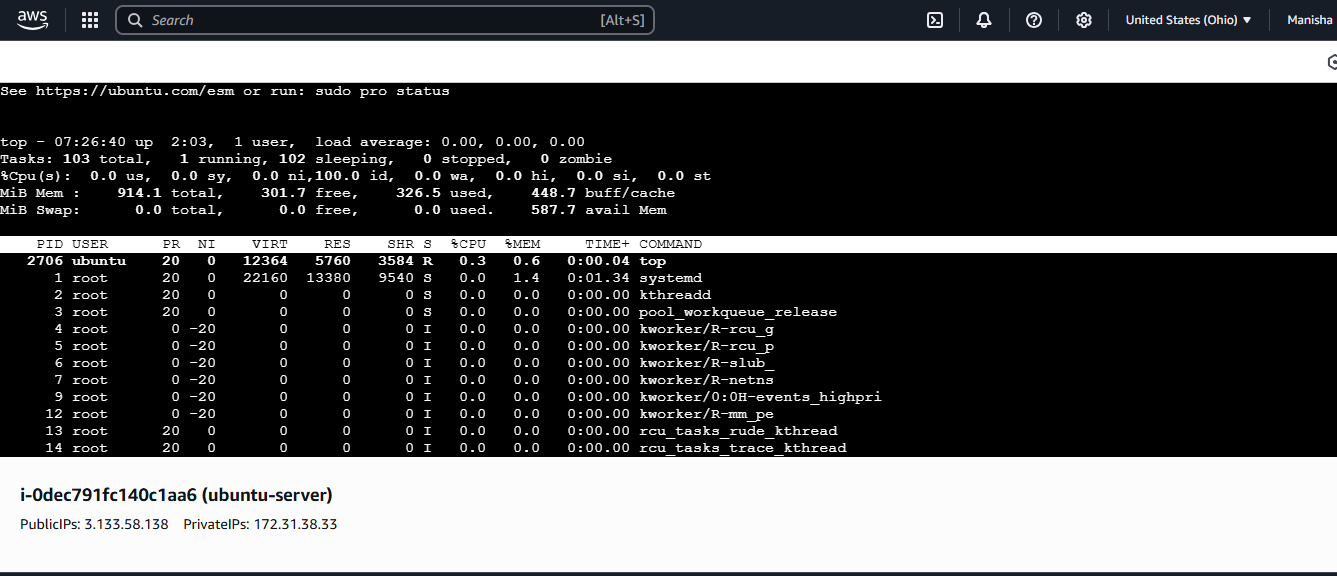 aws
Search [Alt+S] United States (Ohio) ▼ Manisha
See https://ubuntu.com/esm or run: sudo pro status
top - 07:26:40 up  2:03,  1 user,  load average: 0.00, 0.00, 0.00
Tasks: 103 total,   1 running, 102 sleeping,   0 stopped,   0 zombie
%Cpu(s):  0.0 us,  0.0 sy,  0.0 ni,100.0 id,  0.0 wa,  0.0 hi,  0.0 si,  0.0 st
MiB Mem :    914.1 total,    301.7 free,    326.5 used,    448.7 buff/cache
MiB Swap:      0.0 total,      0.0 free,      0.0 used.    587.7 avail Mem
PID USER      PR  NI    VIRT    RES    SHR S  %CPU  %MEM     TIME+ COMMAND
2706 ubuntu    20   0   12364   5760   3584 R   0.3   0.6   0:00.04 top
1 root      20   0   22160  13380   9540 S   0.0   1.4   0:01.34 systemd
2 root      20   0       0      0      0 S   0.0   0.0   0:00.00 kthreadd
3 root      20   0       0      0      0 S   0.0   0.0   0:00.00 pool_workqueue_release
4 root       0 -20       0      0      0 I   0.0   0.0   0:00.00 kworker/R-rcu_g
5 root       0 -20       0      0      0 I   0.0   0.0   0:00.00 kworker/R-rcu_p
6 root       0 -20       0      0      0 I   0.0   0.0   0:00.00 kworker/R-slub_
7 root       0 -20       0      0      0 I   0.0   0.0   0:00.00 kworker/R-netns
9 root       0 -20       0      0      0 I   0.0   0.0   0:00.00 kworker/0:0H-events_highpri
12 root       0 -20       0      0      0 I   0.0   0.0   0:00.00 kworker/R-mm_pe
13 root      20   0       0      0      0 I   0.0   0.0   0:00.00 rcu_tasks_rude_kthread
14 root      20   0       0      0      0 I   0.0   0.0   0:00.00 rcu_tasks_trace_kthread
i-0dec791fc140c1aa6 (ubuntu-server)
PublicIPs: 3.133.58.138 PrivateIPs: 172.31.38.33